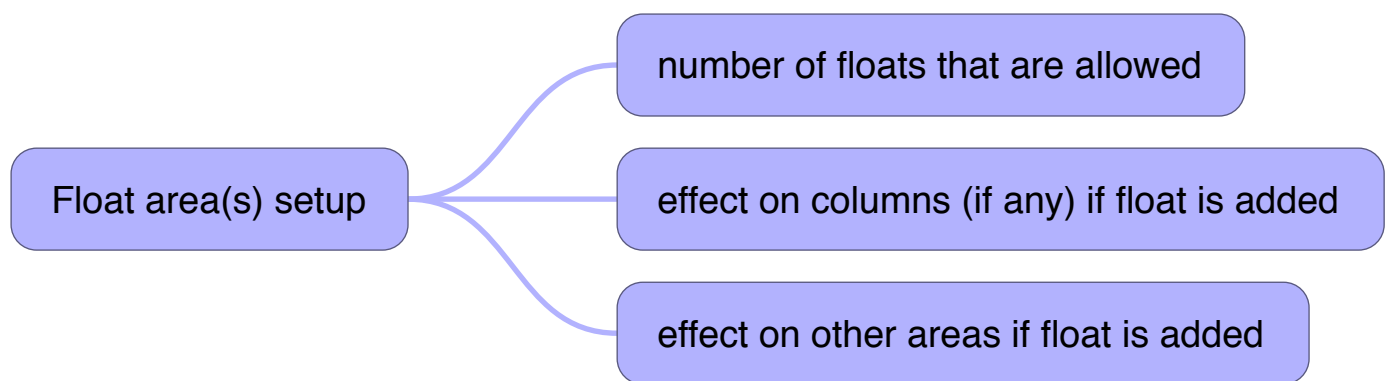 number of floats that are allowed
Float area(s) setup
effect on columns (if any) if float is added
effect on other areas if float is added